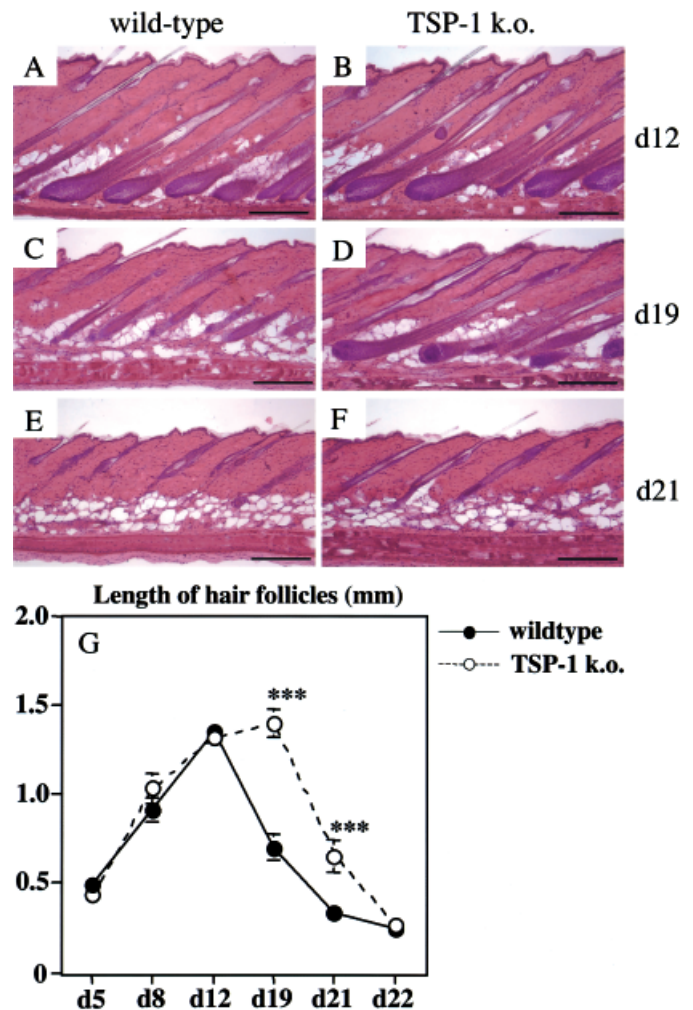 wild-type TSP-1 k.o.
A B d12
C D d19
E F d21
Length of hair follicles (mm)
2.0 G wildtype
TSP-1 k.o.
***
1.5
1.0
***
0.5
0
d5 d8 d12 d19 d21 d22